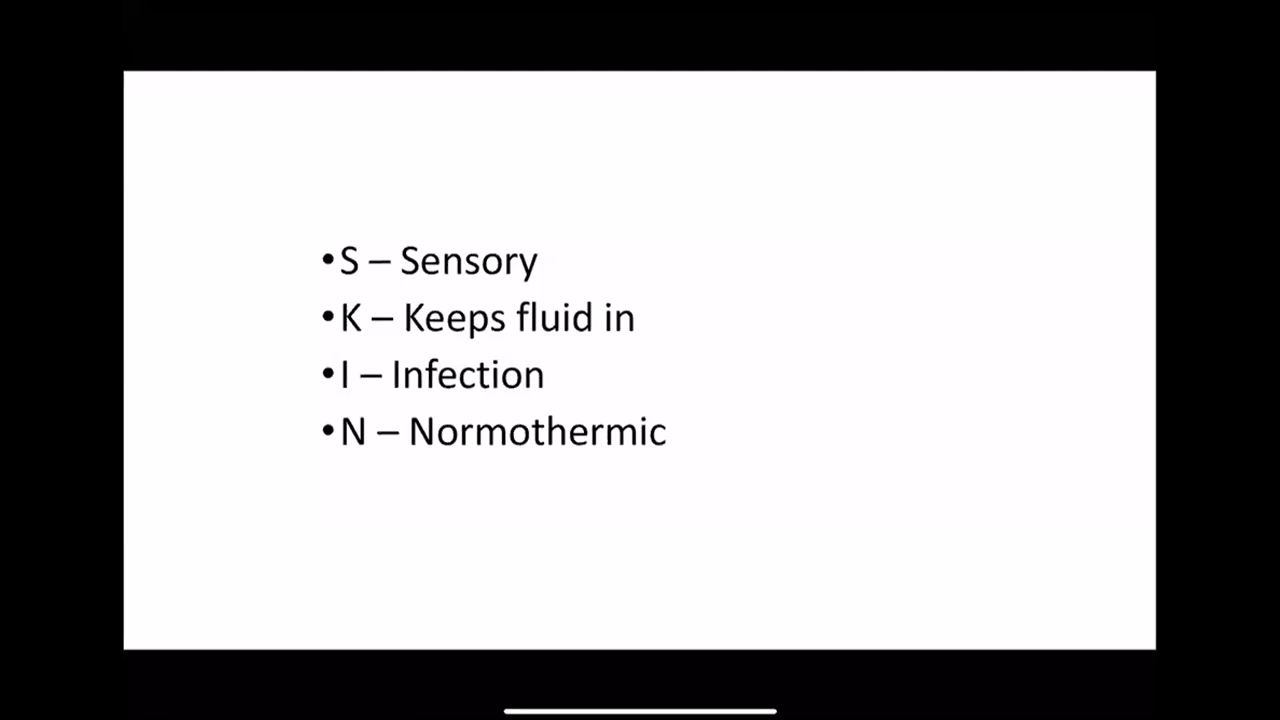 •S – Sensory
•K – Keeps fluid in
•I – Infection
•N – Normothermic